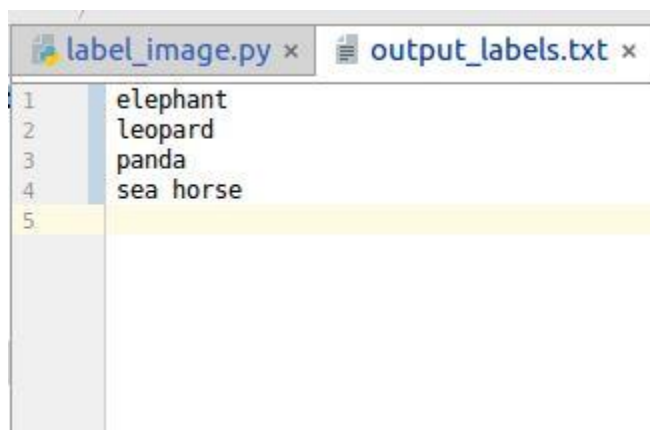 label_image.py × output_labels.txt ×
1 elephant
2 leopard
3 panda
4 sea horse
5